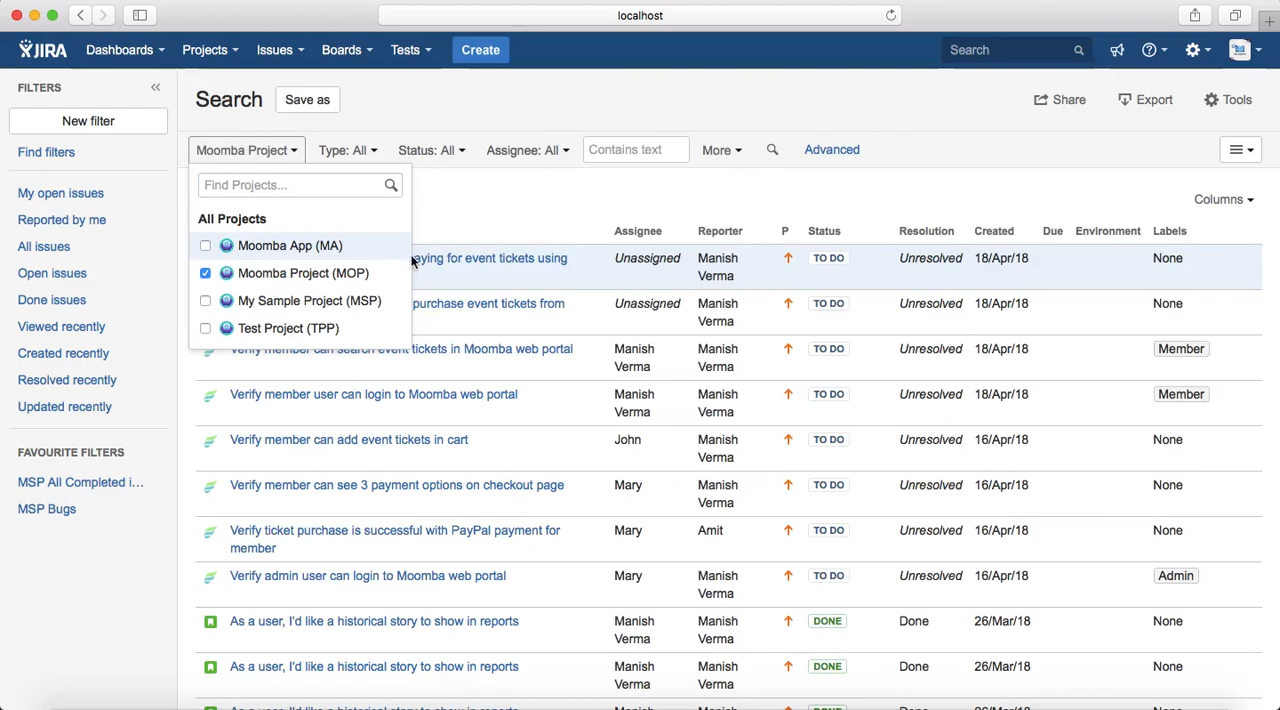 localhost
JIRA
Dashboards
Projects
Issues
Boards
Tests
Create
Search
FILTERS
New filter
Find filters
My open issues
Reported by me
All issues
Open issues
Done issues
Viewed recently
Created recently
Resolved recently
Updated recently
FAVOURITE FILTERS
MSP All Completed i...
MSP Bugs
Search
Save as
Share
Export
Tools
Moomba Project
Type: All
Status: All
Assignee: All
Contains text
More
Advanced
Find Projects...
All Projects
Moomba App (MA)
Moomba Project (MOP)
My Sample Project (MSP)
Test Project (TPP)
Columns
Assignee Reporter P Status Resolution Created Due Environment Labels
aying for event tickets using Unassigned Manish TO DO Unresolved 18/Apr/18 None
Verma
purchase event tickets from Unassigned Manish TO DO Unresolved 18/Apr/18 None
Verma
Verify member can search event tickets in Moomba web portal Manish Manish TO DO Unresolved 18/Apr/18 Member
Verma Verma
Verify member user can login to Moomba web portal Manish Manish TO DO Unresolved 18/Apr/18 Member
Verma Verma
Verify member can add event tickets in cart John Manish TO DO Unresolved 16/Apr/18 None
Verma
Verify member can see 3 payment options on checkout page Mary Manish TO DO Unresolved 16/Apr/18 None
Verma
Verify ticket purchase is successful with PayPal payment for Mary Amit TO DO Unresolved 16/Apr/18 None
member
Verify admin user can login to Moomba web portal Mary Manish TO DO Unresolved 16/Apr/18 Admin
Verma
As a user, I'd like a historical story to show in reports Manish Manish DONE Done 26/Mar/18 None
Verma Verma
As a user, I'd like a historical story to show in reports Manish Manish DONE Done 26/Mar/18 None
Verma Verma